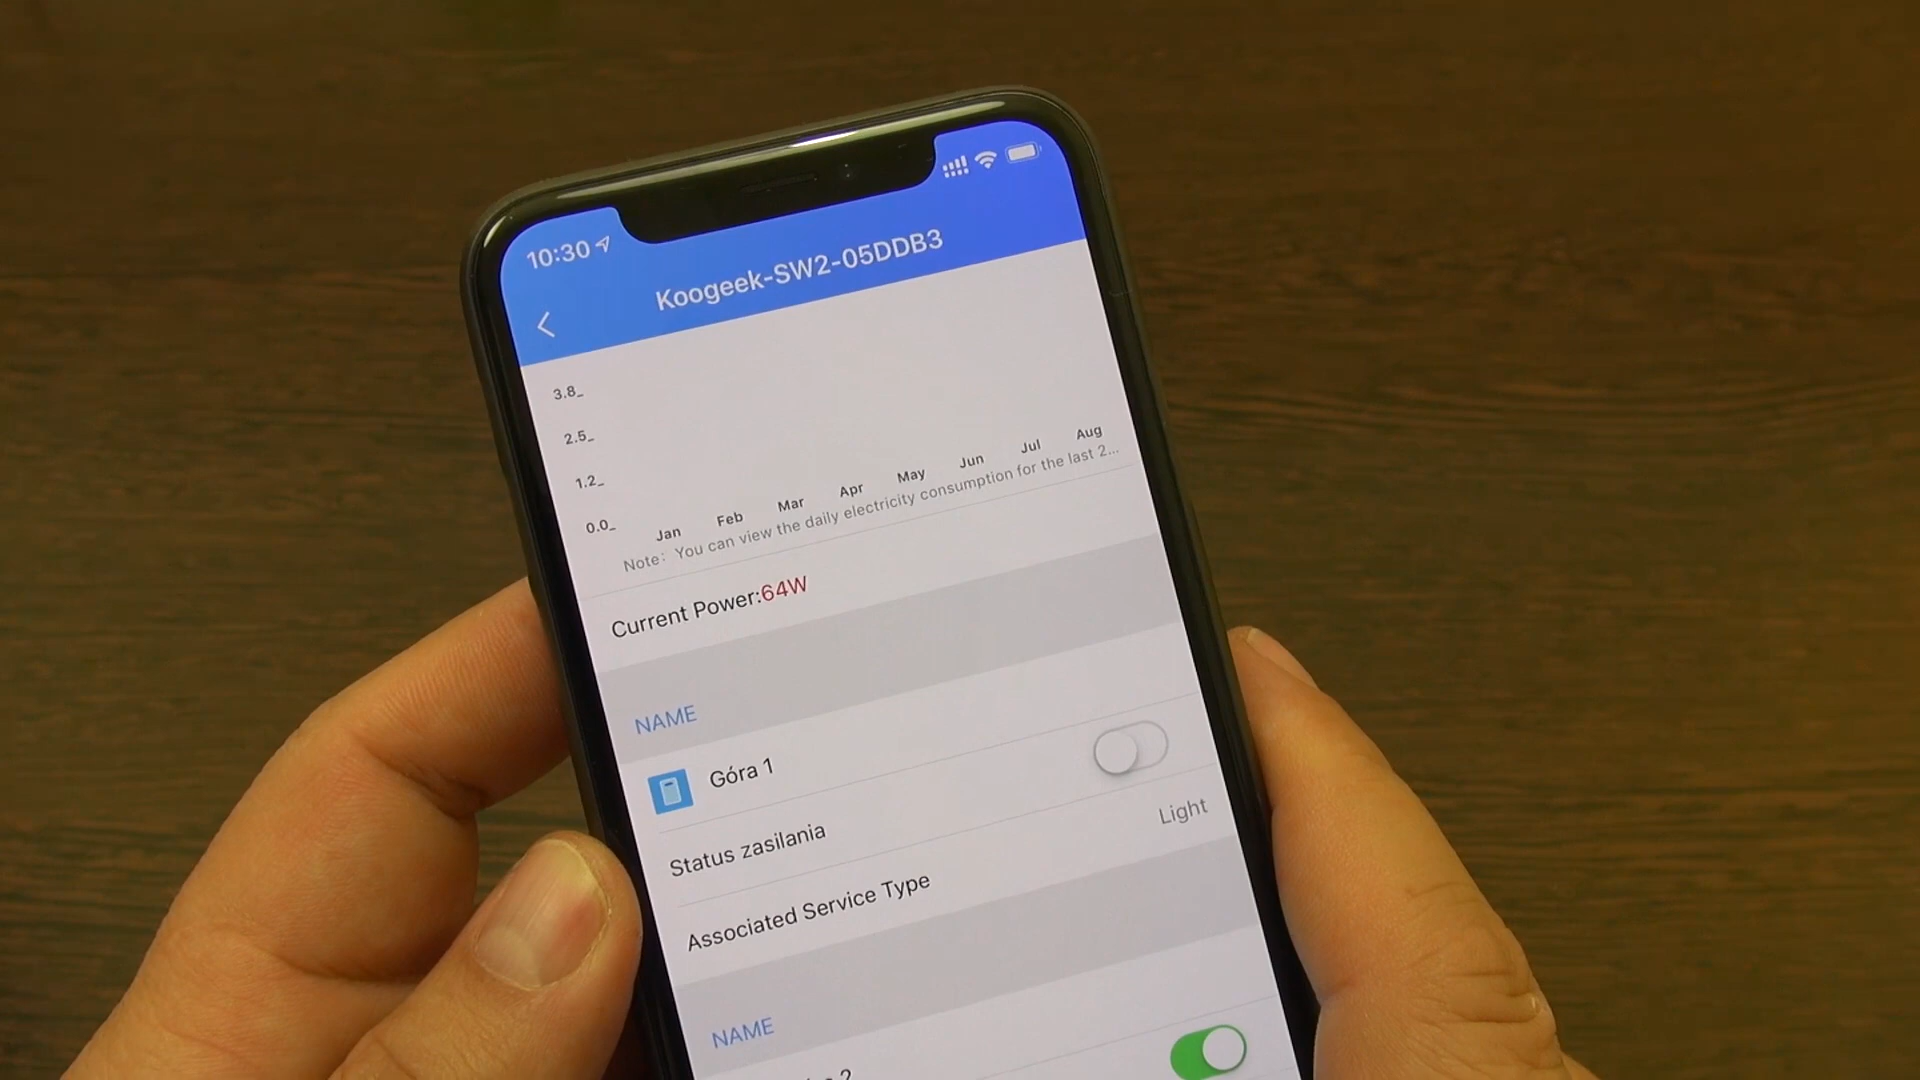 10:30
Koogeek-SW2-05DDB3
3.8_
2.5_
1.2_
0.0_
Jan Feb Mar Apr May Jun Jul Aug
Note: You can view the daily electricity consumption for the last 2...
Current Power:64W
NAME
Góra 1
Status zasilania
Light
Associated Service Type
NAME
2